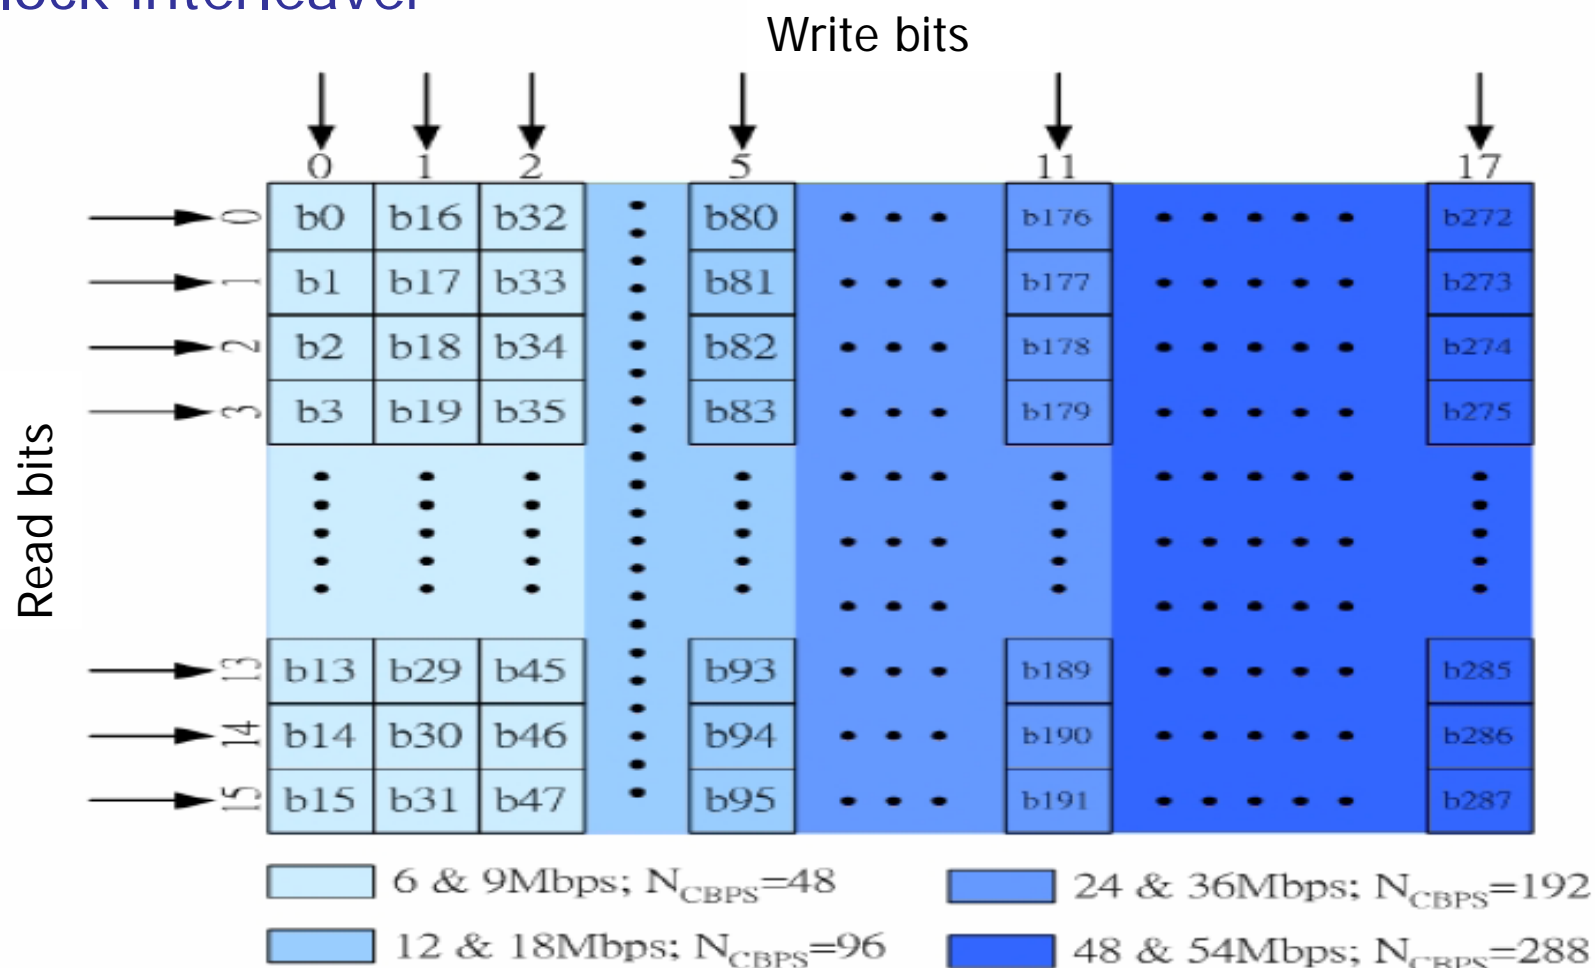 lock interleaver
Write bits
0 1 2 5 11 17
Read bits
0 b0 b16 b32 b80 b176 b272
1 b1 b17 b33 b81 b177 b273
2 b2 b18 b34 b82 b178 b274
3 b3 b19 b35 b83 b179 b275
13 b13 b29 b45 b93 b189 b285
14 b14 b30 b46 b94 b190 b286
15 b15 b31 b47 b95 b191 b287
6 & 9Mbps; NCBPS=48
24 & 36Mbps; NCBPS=192
12 & 18Mbps; NCBPS=96
48 & 54Mbps; NCBPS=288